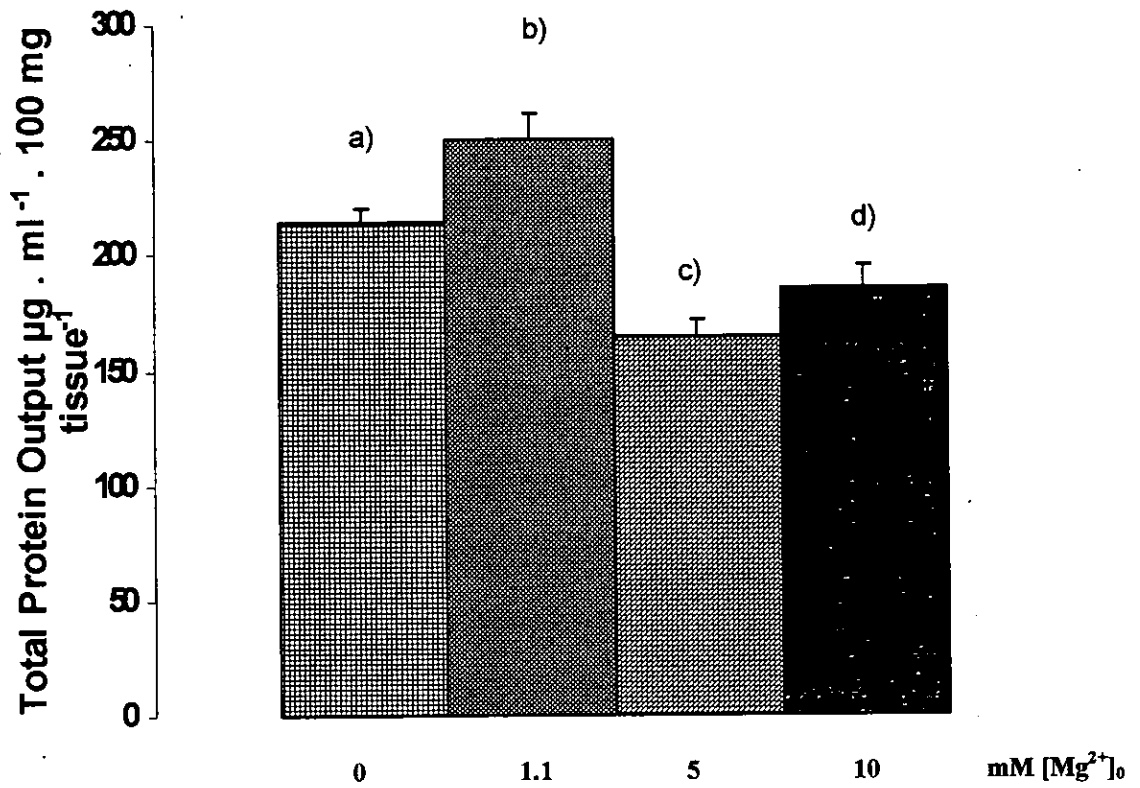 Total Protein Output µg . ml⁻¹ . 100 mg
tissue⁻¹
300
250
200
150
100
50
0
a)
b)
c)
d)
0 1.1 5 10 mM [Mg²⁺]₀